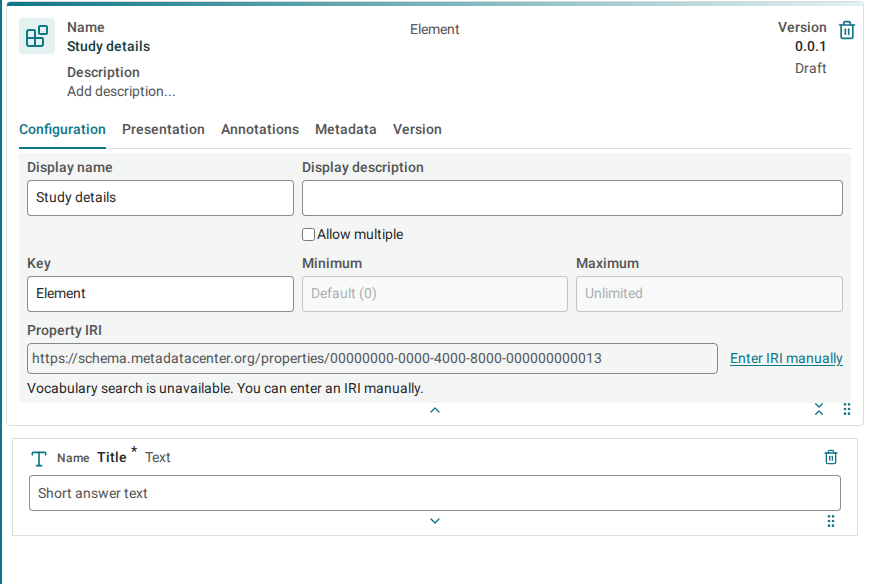 Name
Element
Version
Study details
0.0.1
Description
Draft
Add description...
Configuration Presentation Annotations Metadata Version
Display name Display description
Study details
Allow multiple
Key Minimum Maximum
Element Default (0) Unlimited
Property IRI
https://schema.metadatacenter.org/properties/00000000-0000-4000-8000-000000000013 Enter IRI manually
Vocabulary search is unavailable. You can enter an IRI manually.
Name Title * Text
Short answer text